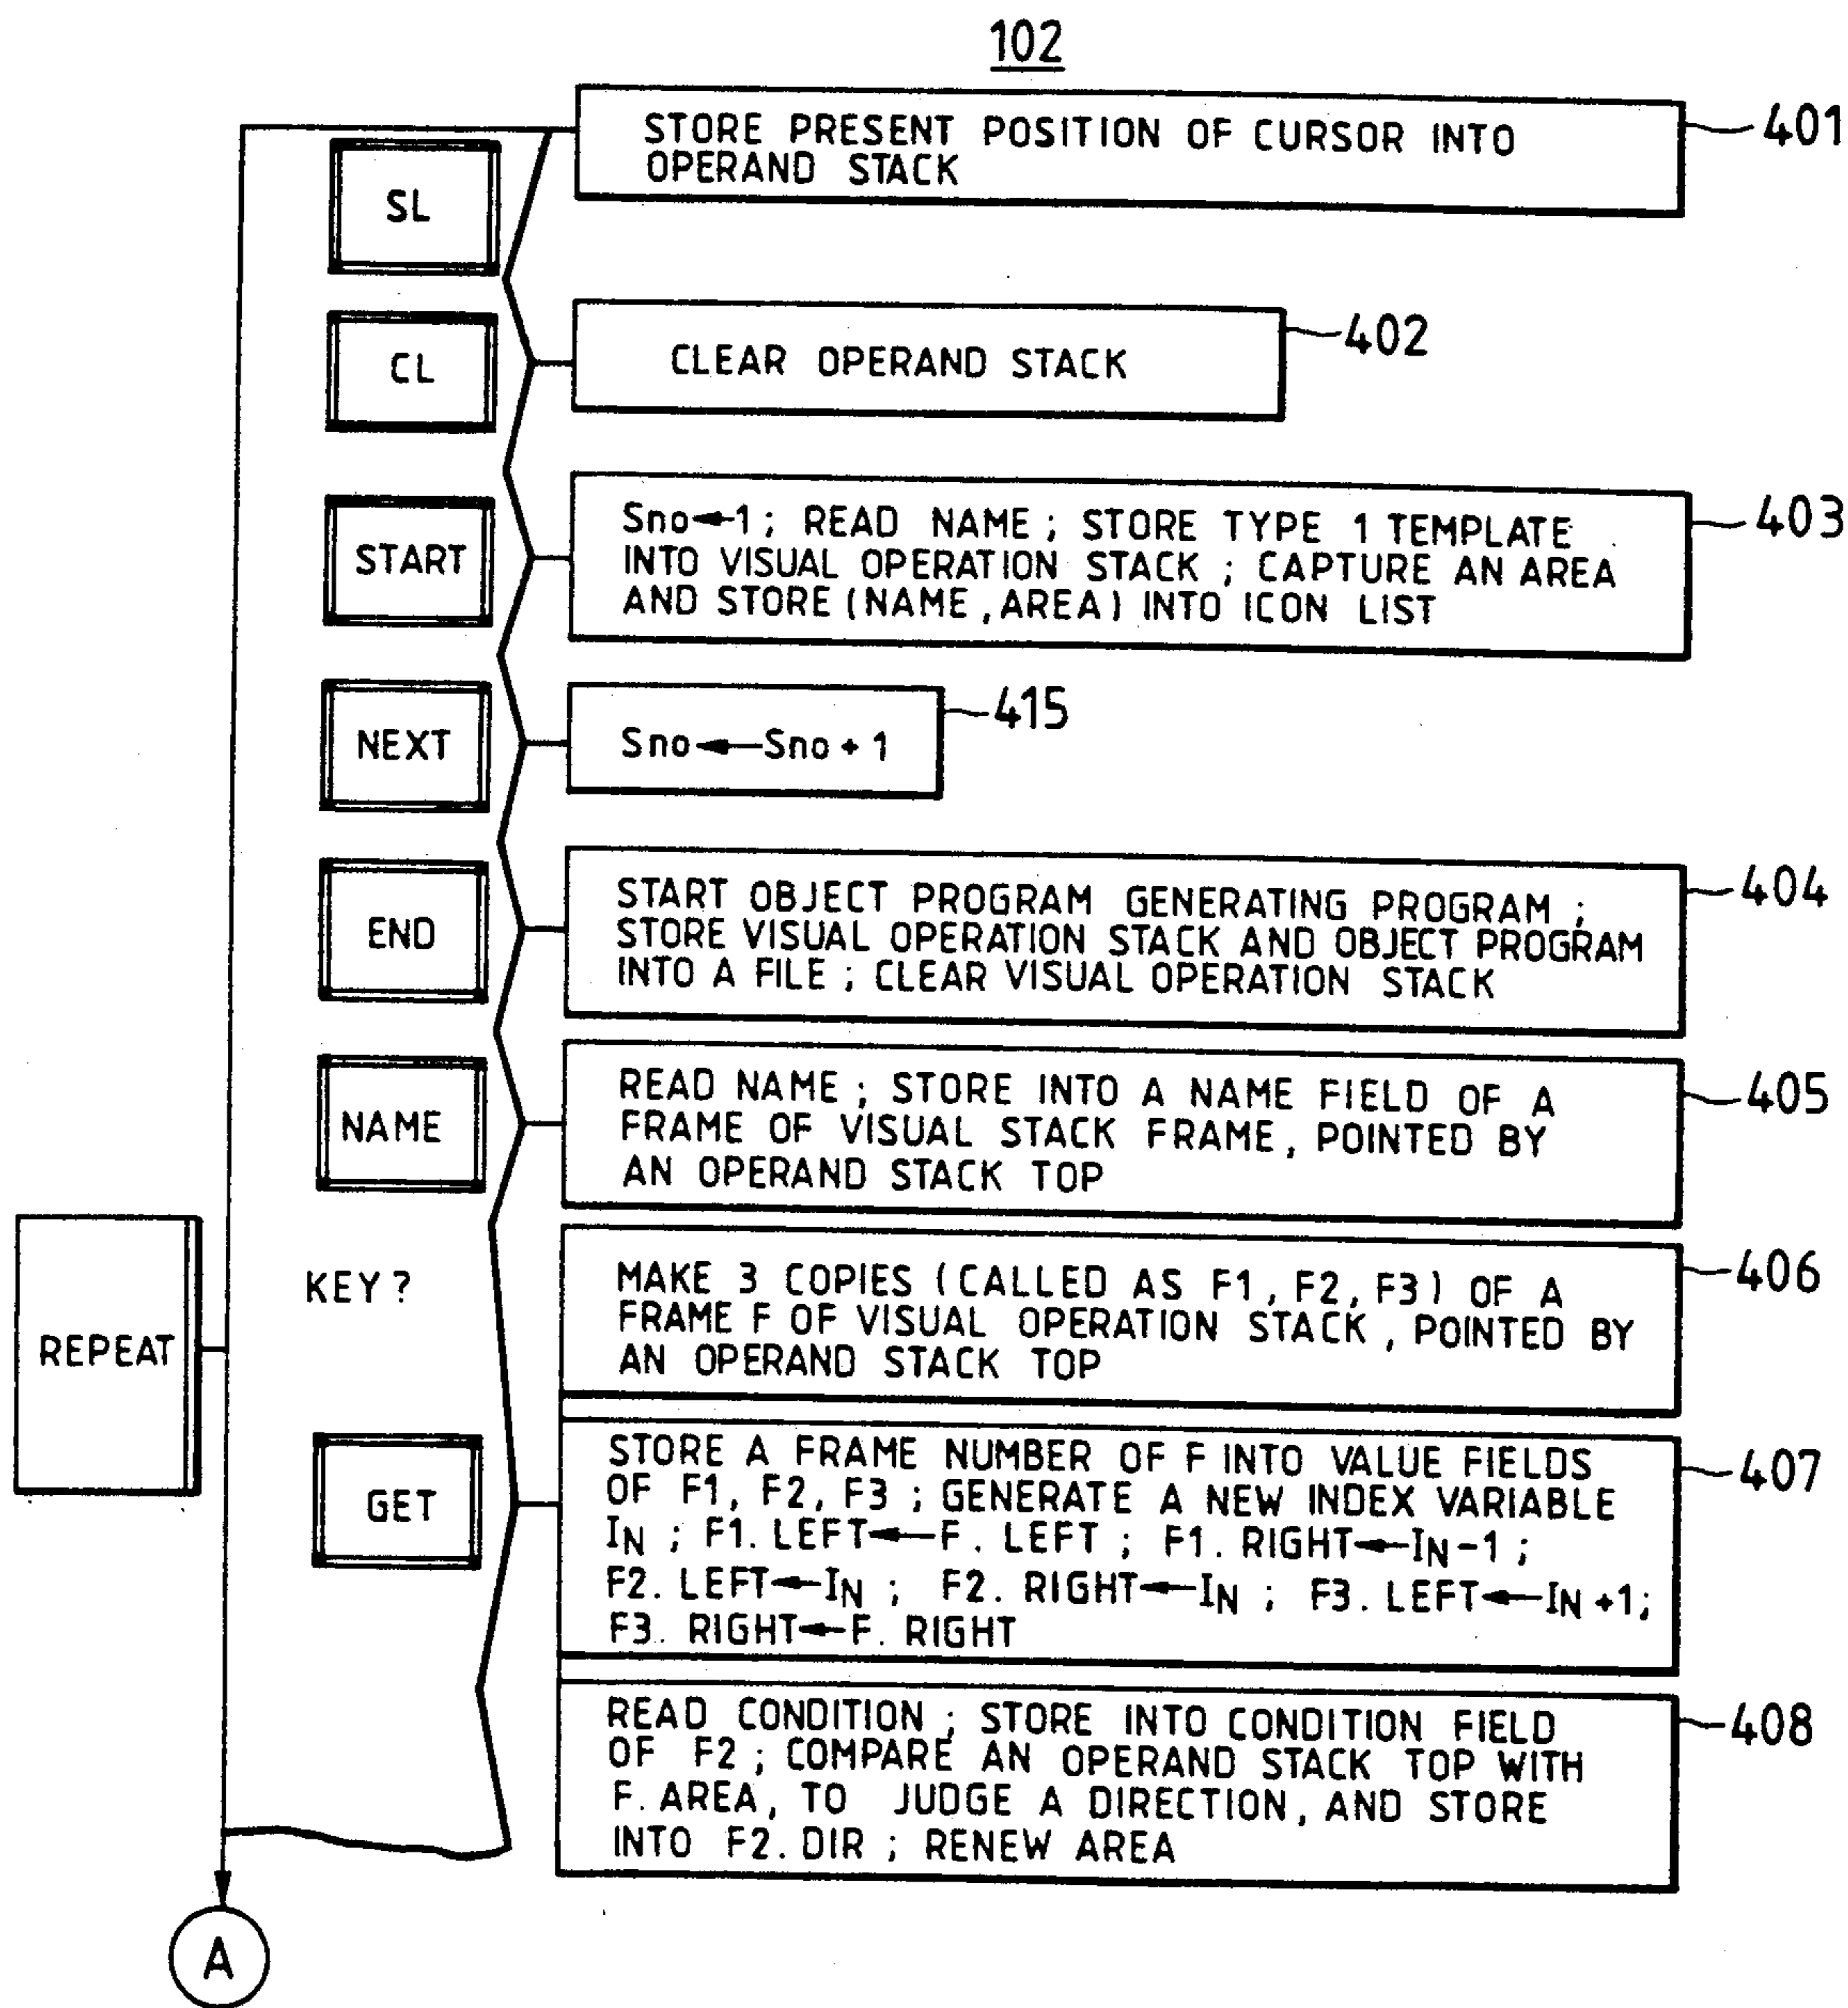 102
STORE PRESENT POSITION OF CURSOR INTO
OPERAND STACK
401
SL
CL
CLEAR OPERAND STACK
402
START
Sno←1; READ NAME; STORE TYPE 1 TEMPLATE
INTO VISUAL OPERATION STACK; CAPTURE AN AREA
AND STORE (NAME, AREA) INTO ICON LIST
403
NEXT
Sno←Sno+1
415
END
START OBJECT PROGRAM GENERATING PROGRAM;
STORE VISUAL OPERATION STACK AND OBJECT PROGRAM
INTO A FILE; CLEAR VISUAL OPERATION STACK
404
NAME
READ NAME; STORE INTO A NAME FIELD OF A
FRAME OF VISUAL STACK FRAME, POINTED BY
AN OPERAND STACK TOP
405
REPEAT
KEY?
MAKE 3 COPIES (CALLED AS F1, F2, F3) OF A
FRAME F OF VISUAL OPERATION STACK, POINTED BY
AN OPERAND STACK TOP
406
GET
STORE A FRAME NUMBER OF F INTO VALUE FIELDS
OF F1, F2, F3; GENERATE A NEW INDEX VARIABLE
IN; F1. LEFT←F. LEFT; F1. RIGHT←IN-1;
F2. LEFT←IN; F2. RIGHT←IN; F3. LEFT←IN+1;
F3. RIGHT←F. RIGHT
407
READ CONDITION; STORE INTO CONDITION FIELD
OF F2; COMPARE AN OPERAND STACK TOP WITH
F. AREA, TO JUDGE A DIRECTION, AND STORE
INTO F2. DIR; RENEW AREA
408
A